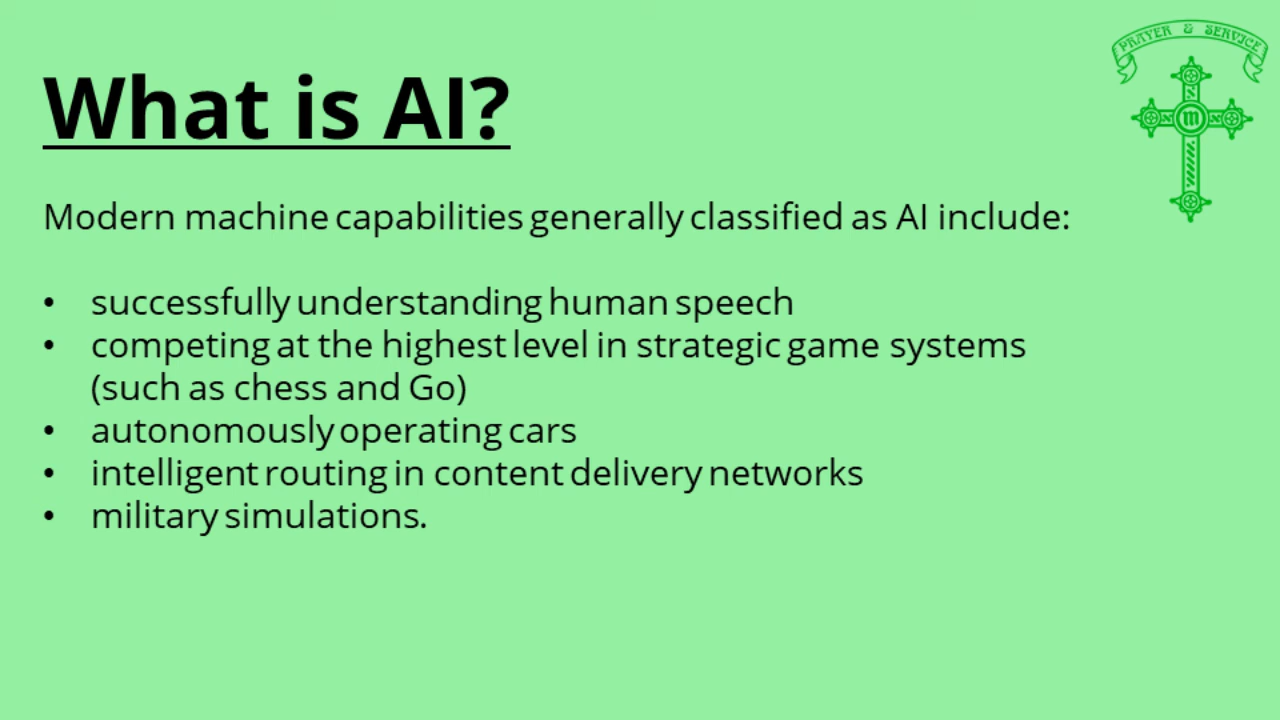 PRAYER & SERVICE
What is AI?
Modern machine capabilities generally classified as AI include:
• successfully understanding human speech
• competing at the highest level in strategic game systems
(such as chess and Go)
• autonomously operating cars
• intelligent routing in content delivery networks
• military simulations.